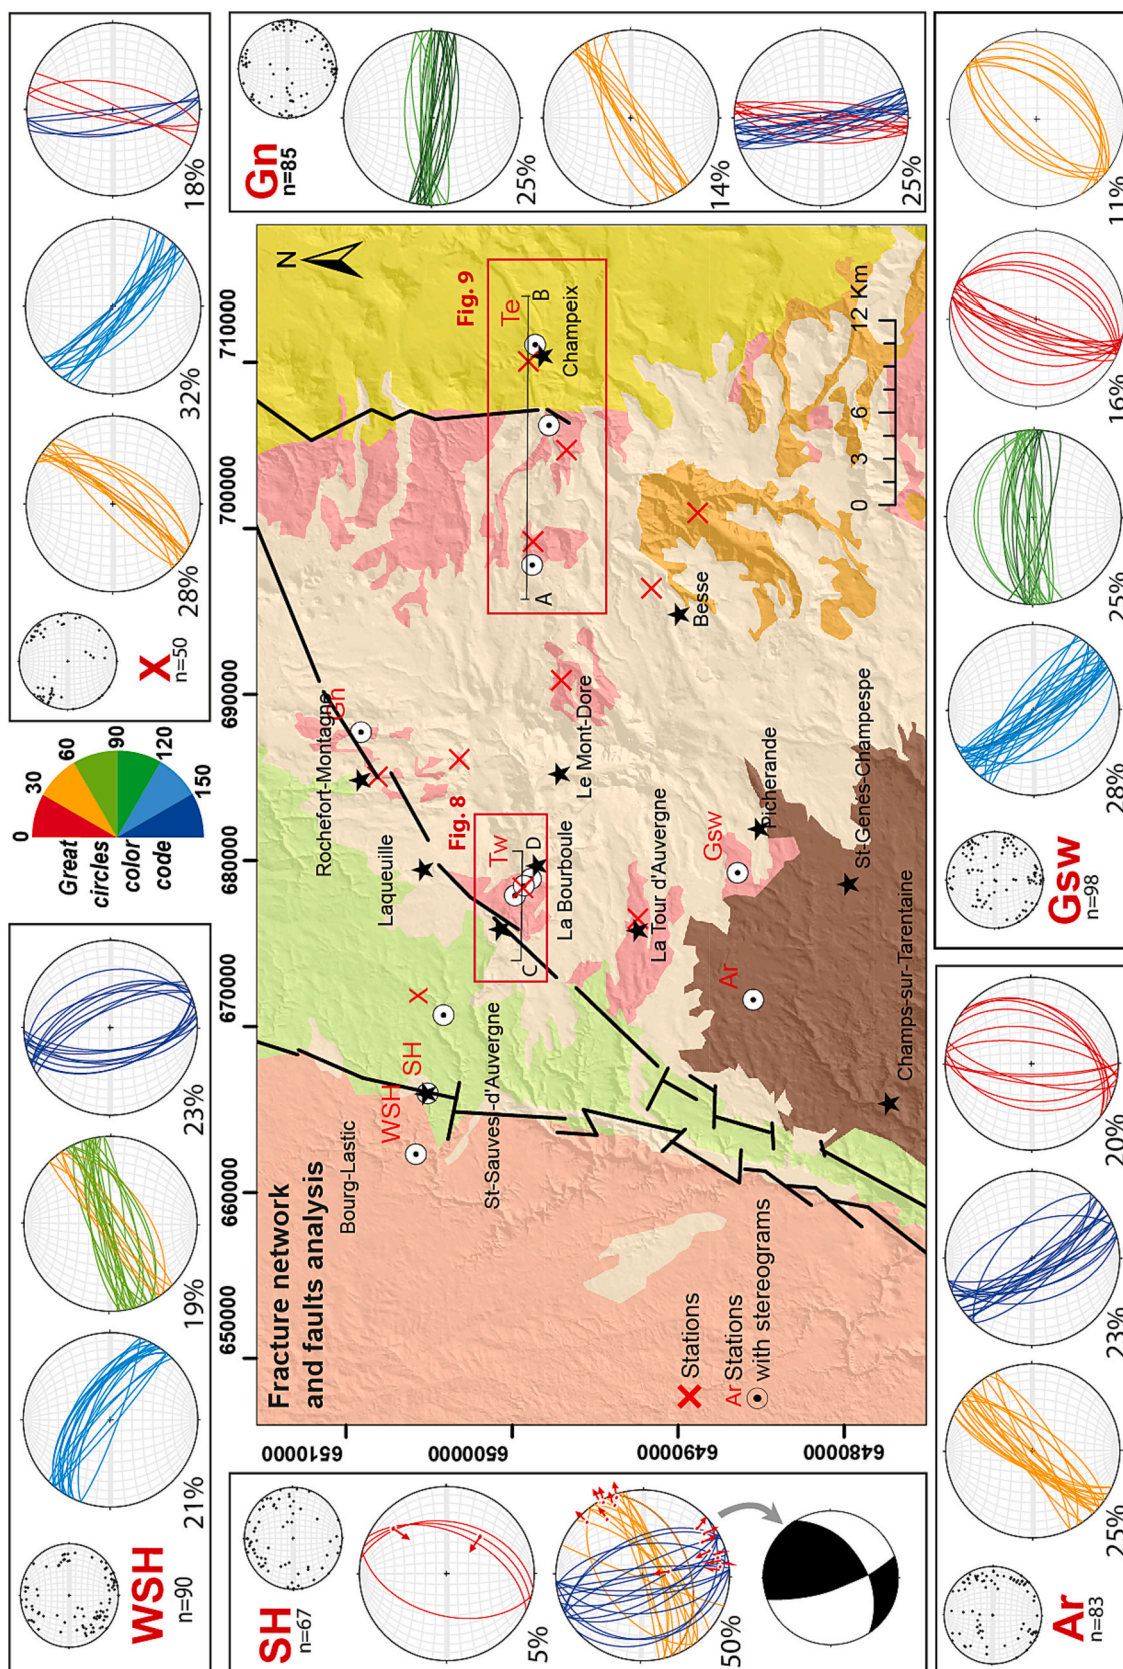 WSH
n=90
21%
19%
23%
0
30
60
90
120
150
Great
circles
color
code
X
n=50
28%
32%
18%
SH
n=67
5%
50%
650000
660000
670000
680000
690000
700000
710000
6510000
6500000
6490000
6480000
Fracture network
and faults analysis
N
Bourg-Lastic
WSH
SH
X
St-Sauves-d'Auvergne
Laqueuille
Rochefort-Montagne
Gn
Fig. 8
Tw
C
D
La Bourboule
Le Mont-Dore
La Tour d'Auvergne
Fig. 9
Te
A
B
Champeix
Besse
Gsw
Picherande
Ar
St-Genés-Champespe
Champs-sur-Tarentaine
Stations
Ar Stations
with stereograms
0 3 6 12 Km
Gn
n=85
25%
14%
25%
Ar
n=83
25%
23%
20%
Gsw
n=98
28%
25%
16%
11%